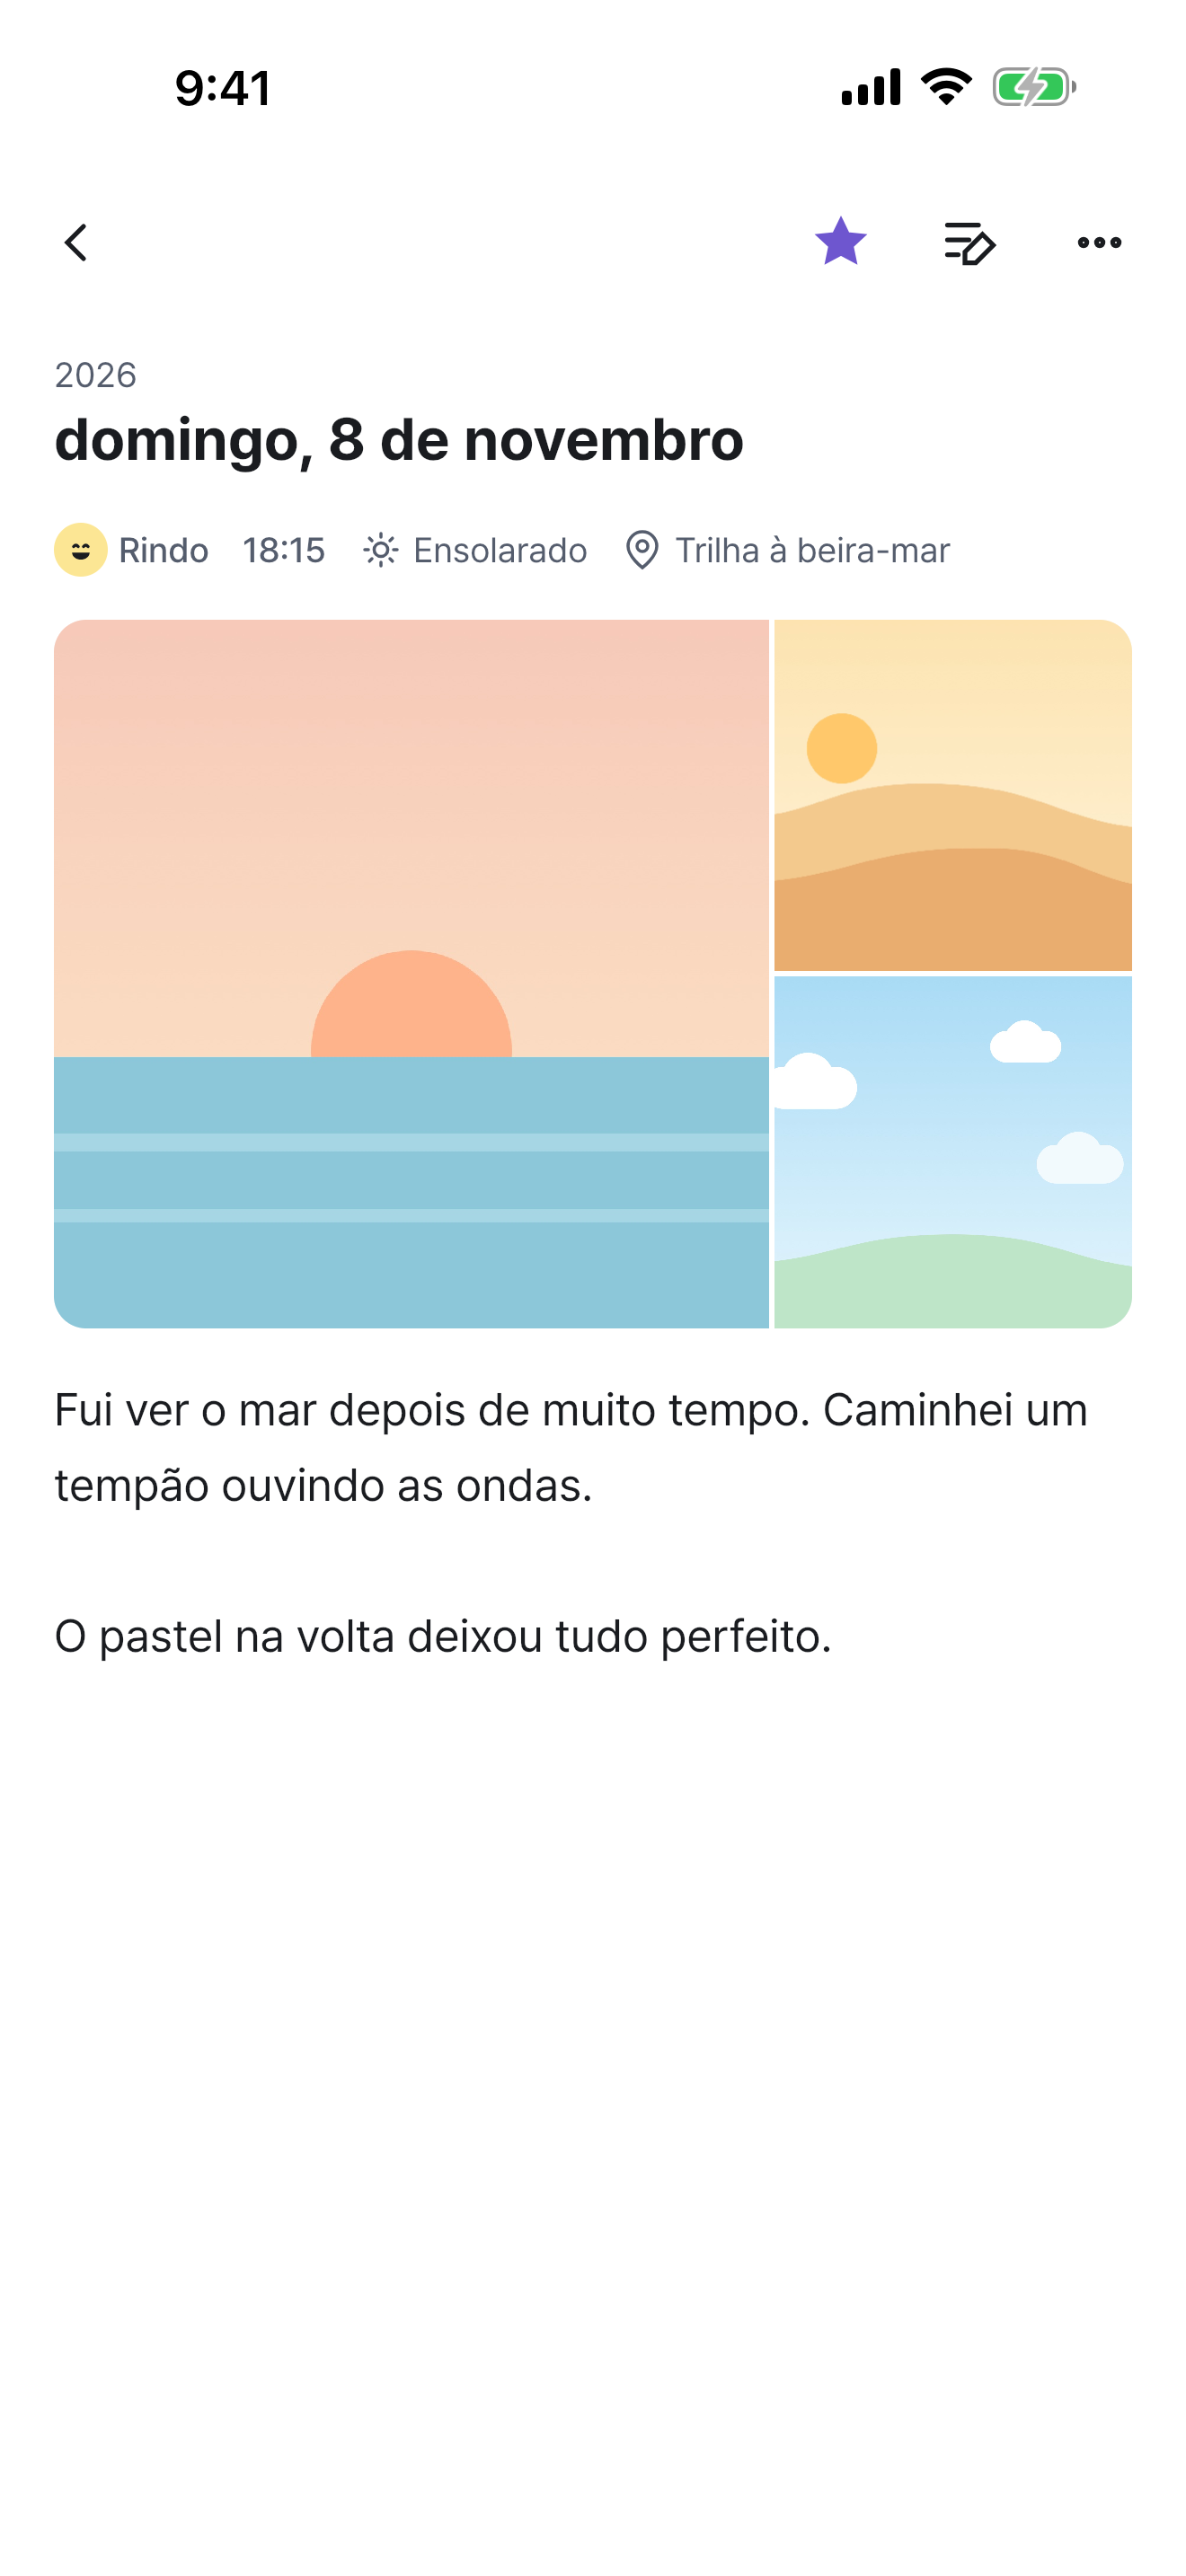 9:41
2026
domingo, 8 de novembro
Rindo 18:15 Ensolarado Trilha à beira-mar
Fui ver o mar depois de muito tempo. Caminhei um
tempão ouvindo as ondas.
O pastel na volta deixou tudo perfeito.